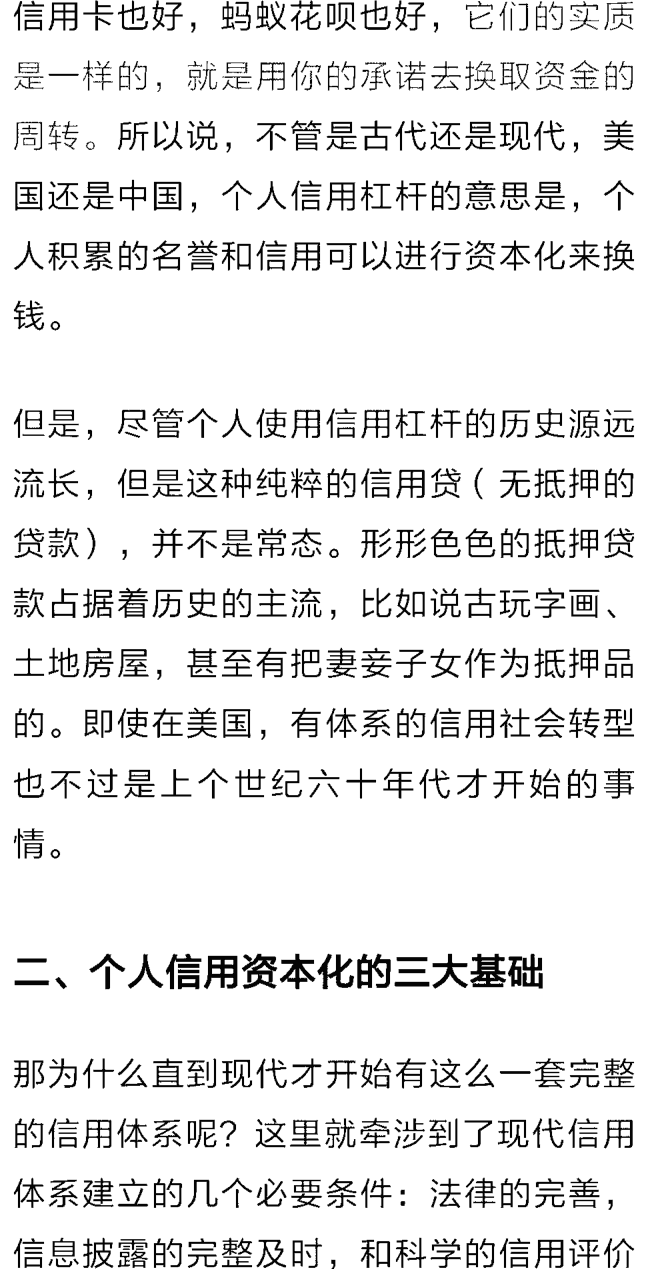 信用卡也好，蚂蚁花呗也好，它们的实质
是一样的，就是用你的承诺去换取资金的
周转。所以说，不管是古代还是现代，美
国还是中国，个人信用杠杆的意思是，个
人积累的名誉和信用可以进行资本化来换
钱。
但是，尽管个人使用信用杠杆的历史源远
流长，但是这种纯粹的信用贷（无抵押的
贷款），并不是常态。形形色色的抵押贷
款占据着历史的主流，比如说古玩字画、
土地房屋，甚至有把妻妾子女作为抵押品
的。即使在美国，有体系的信用社会转型
也不过是上个世纪六十年代才开始的事
情。
二、个人信用资本化的三大基础
那为什么直到现代才开始有这么一套完整
的信用体系呢？这里就牵涉到了现代信用
体系建立的几个必要条件：法律的完善，
信息披露的完整及时，和科学的信用评价